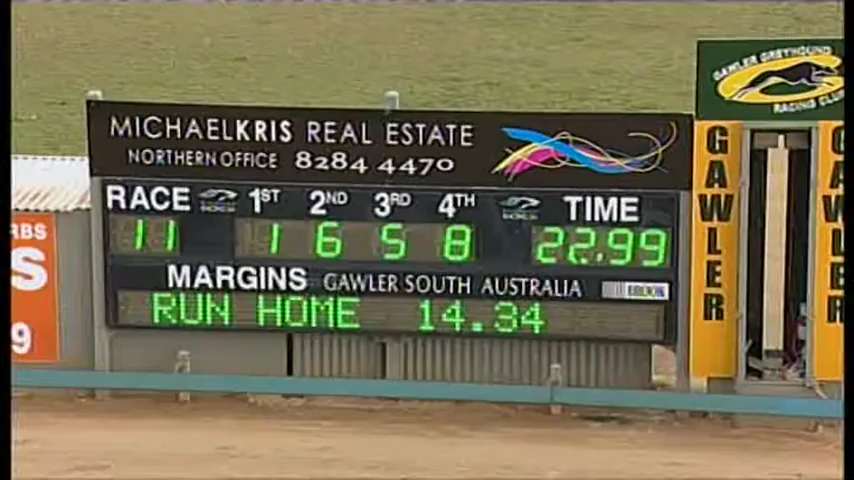 GAWLER GREYHOUND
RACING CLUB
MICHAELKRIS REAL ESTATE
NORTHERN OFFICE 8284 4470
RACE 1ST 2ND 3RD 4TH TIME
11 1 6 5 8 22.99
MARGINS GAWLER SOUTH AUSTRALIA
RUN HOME 14.34
GAWLER
GAWLER
RBS
S
9